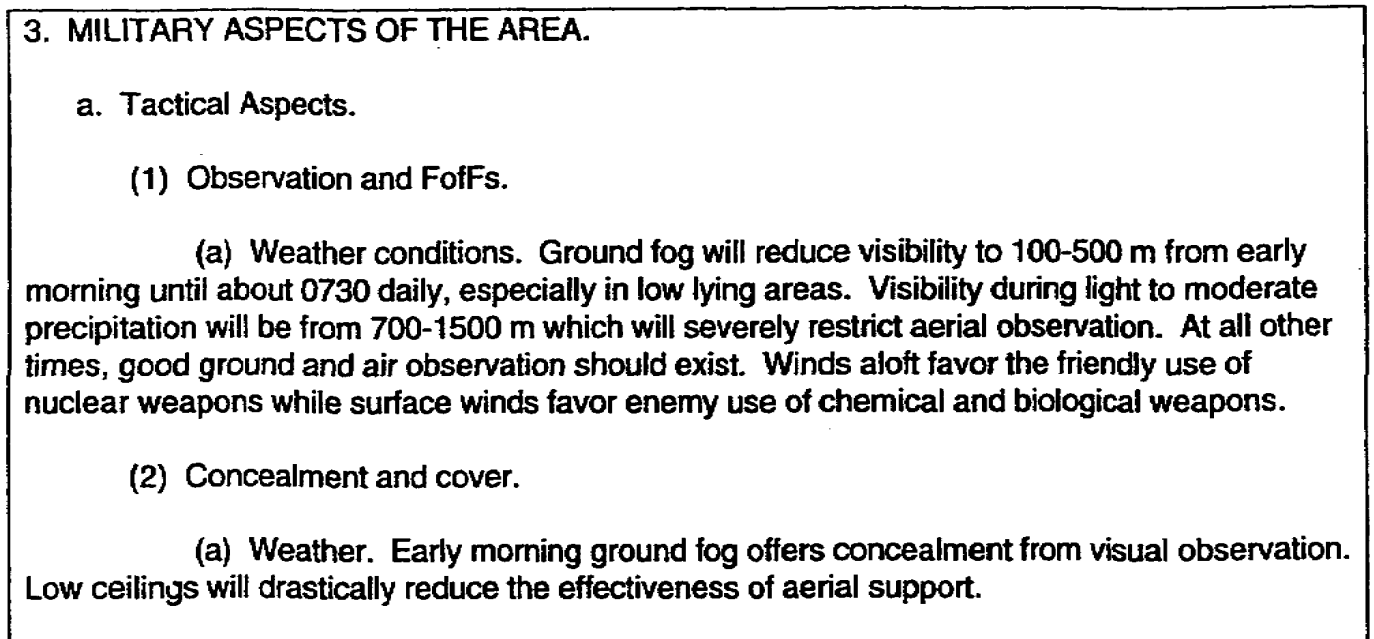 3. MILITARY ASPECTS OF THE AREA.
a. Tactical Aspects.
(1) Observation and FofFs.
(a) Weather conditions. Ground fog will reduce visibility to 100-500 m from early
morning until about 0730 daily, especially in low lying areas. Visibility during light to moderate
precipitation will be from 700-1500 m which will severely restrict aerial observation. At all other
times, good ground and air observation should exist. Winds aloft favor the friendly use of
nuclear weapons while surface winds favor enemy use of chemical and biological weapons.
(2) Concealment and cover.
(a) Weather. Early morning ground fog offers concealment from visual observation.
Low ceilings will drastically reduce the effectiveness of aerial support.